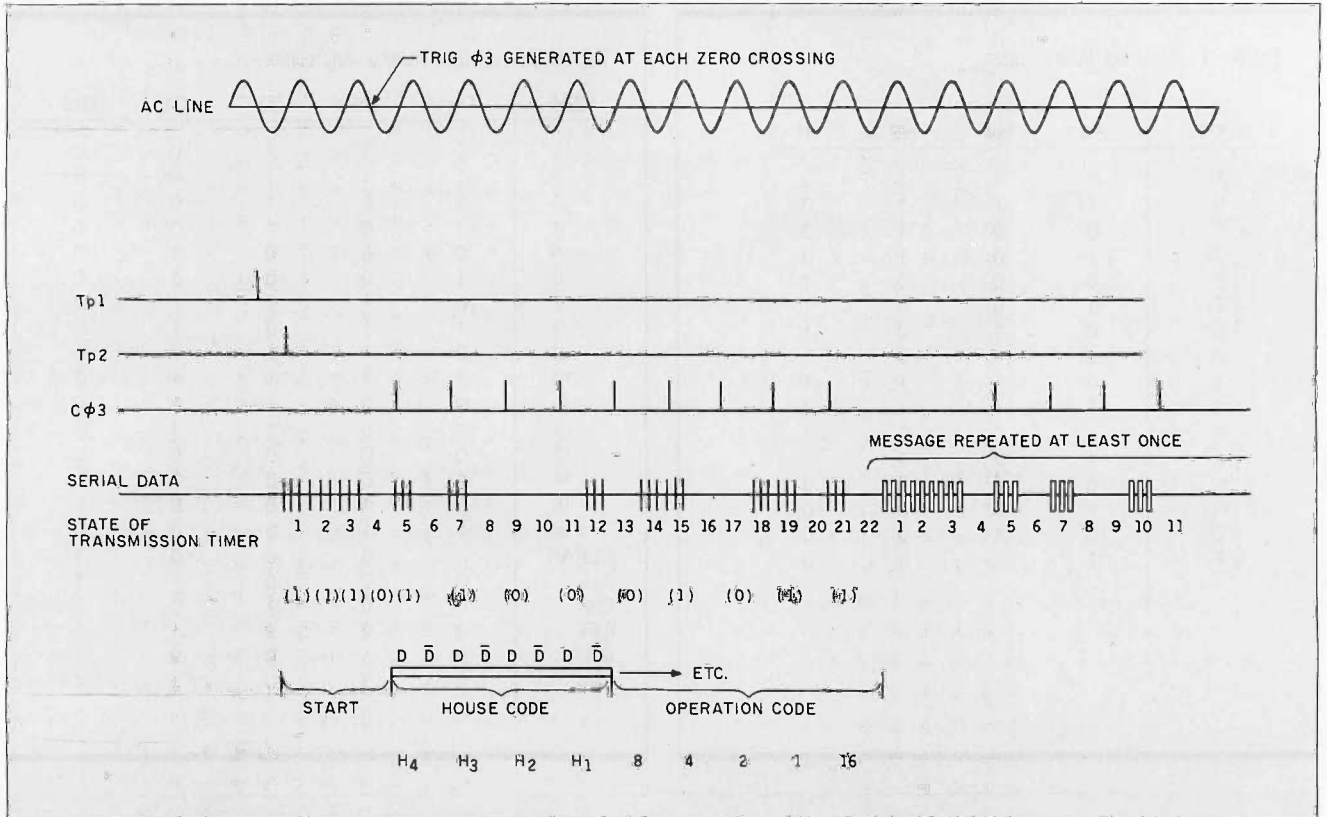 TRIG ϕ3 GENERATED AT EACH ZERO CROSSING
AC LINE
Tp1
Tp2
Cϕ3
MESSAGE REPEATED AT LEAST ONCE
SERIAL DATA
STATE OF TRANSMISSION TIMER
1 2 3 4 5 6 7 8 9 10 11 12 13 14 15 16 17 18 19 20 21 22 1 2 3 4 5 6 7 8 9 10 11
(1) (1) (1) (0) (1) (0) (0) (1) (0)
D D̄ D D̄ D D̄ D D̄
ETC.
START HOUSE CODE OPERATION CODE
H4 H3 H2 H1 8 4 2 1 16